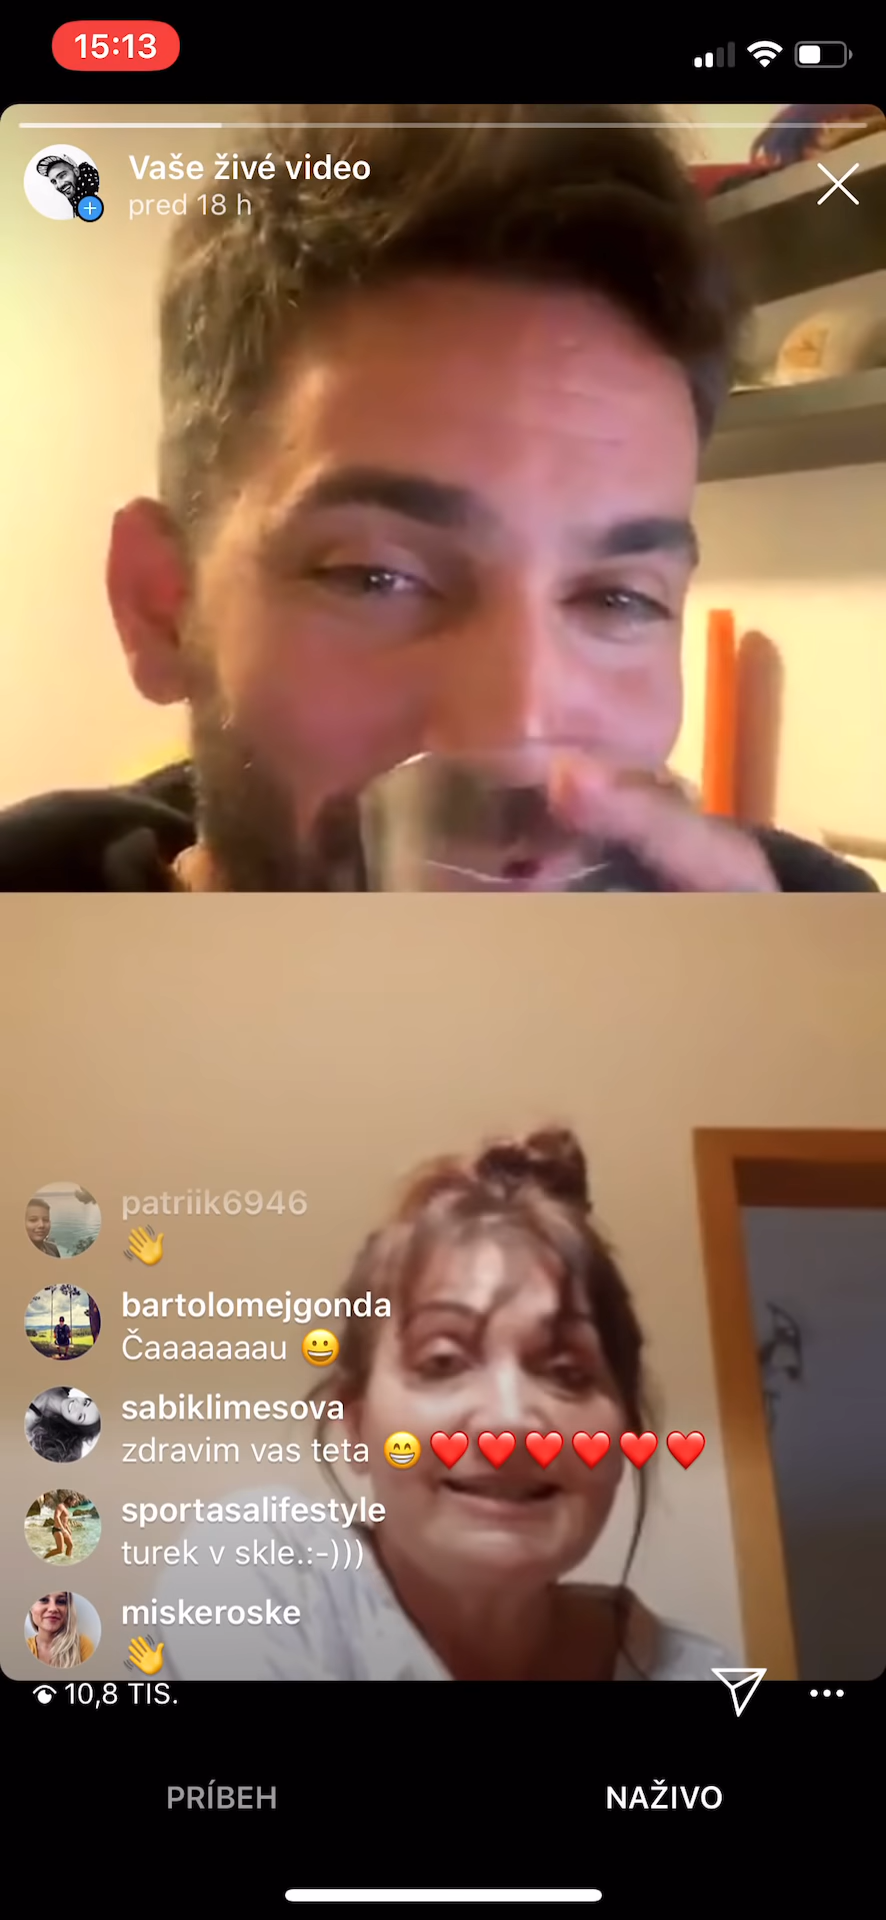 15:13
Vaše živé video
pred 18 h
patriik6946
👋
bartolomejgonda
Čaaaaaaau 😀
sabiklimesova
zdravim vas teta 😁❤️❤️❤️❤️❤️❤️
sportasalifestyle
turek v skle.:-)))
miskeroske
👋
10,8 TIS.
PRÍBEH
NAŽIVO